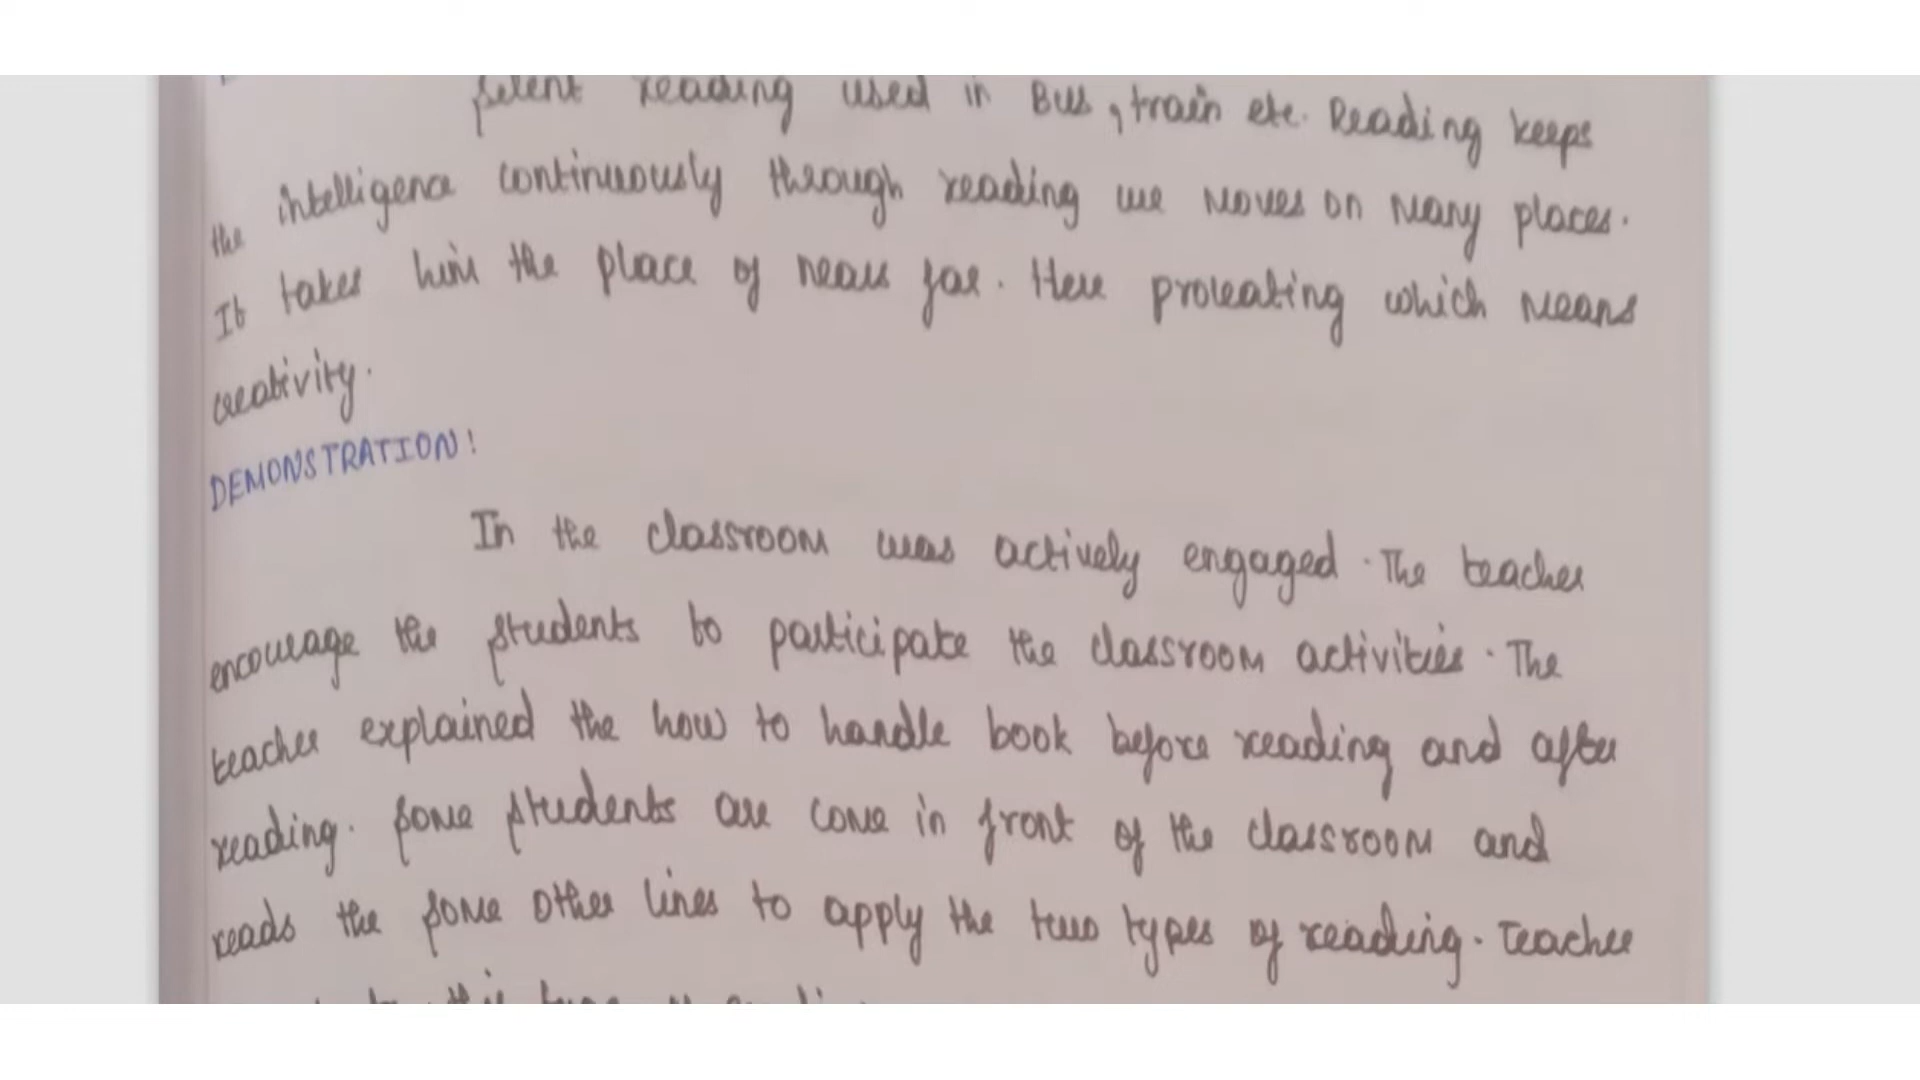 Selent reading used in Bus, train etc. Reading keeps
the intelligence continuously through reading we moves on many places.
It takes him the place of near far. Here procreating which means
creativity.
DEMONSTRATION!
In the classroom was actively engaged. The teacher
encourage the students to participate the classroom activities. The
teacher explained the how to handle book before reading and after
reading. Some students are come in front of the classroom and
reads the some other lines to apply the two types of reading. Teacher